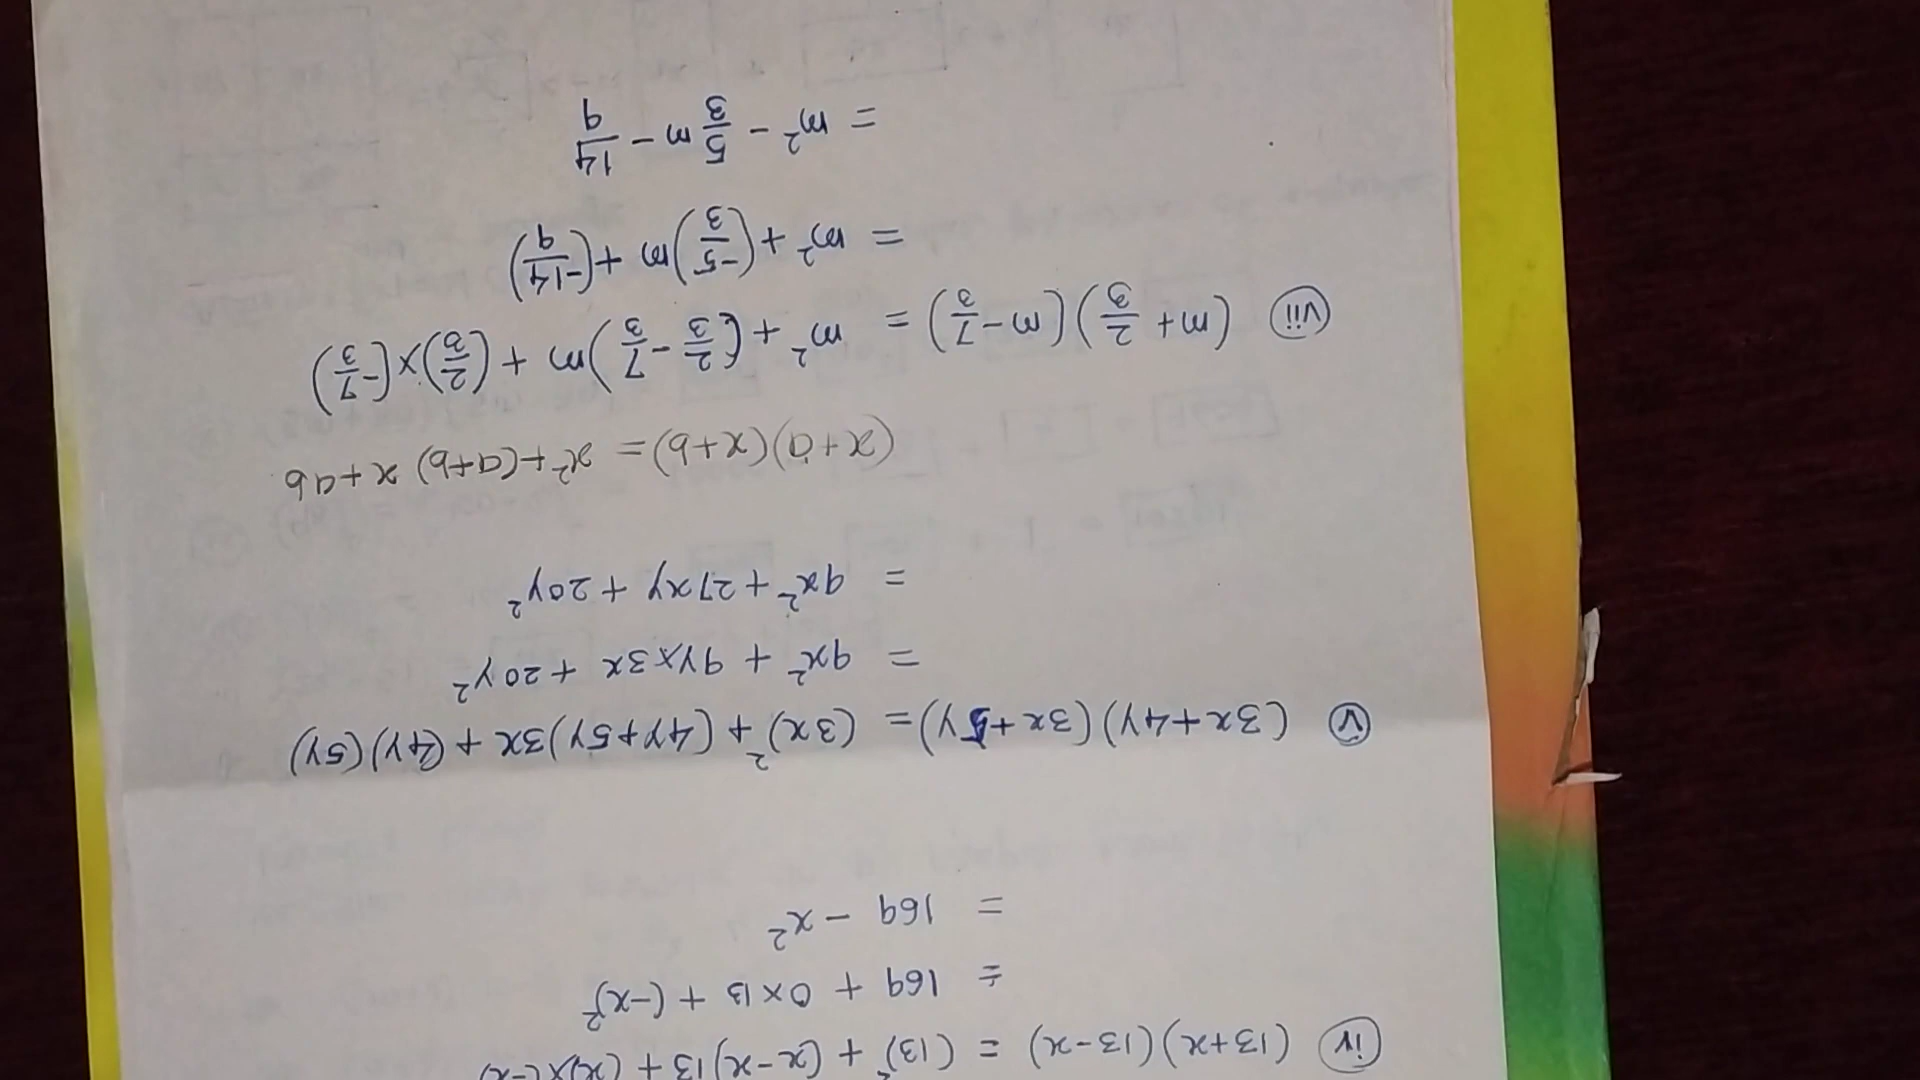 (iv) (13+x)(13-x) = (13)² + (x-x)13 + (x)x(-x)
= 169 + 0×13 + (-x)²
= 169 - x²
(v) (3x+4y)(3x+5y) = (3x)² + (4y+5y)3x + (4y)(5y)
= 9x² + 9y×3x + 20y²
= 9x² + 27xy + 20y²
(x+a)(x+b) = x²+(a+b)x+ab
(vii) (m+2/3)(m-7/3) = m² + (2/3-7/3)m + (2/3)×(-7/3)
= m² + (-5/3)m + (-14/9)
= m² - 5/3 m - 14/9